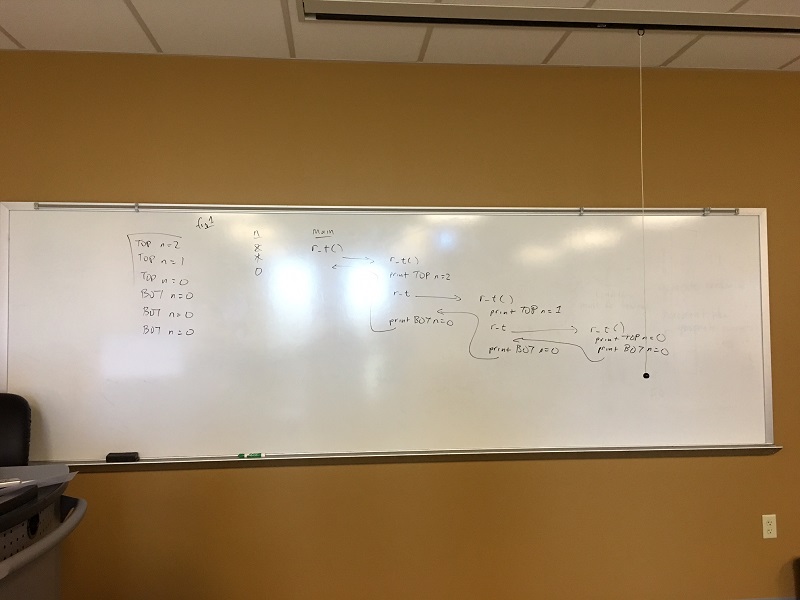 fig 1
TOP n=2
TOP n=1
TOP n=0
BOT n=0
BOT n=0
BOT n=0
n
0
main
r_t()
r_t()
print TOP n=2
r_t
print BOT n=0
r_t()
print TOP n=1
r_t
print BOT n=0
r_t()
print TOP n=0
print BOT n=0